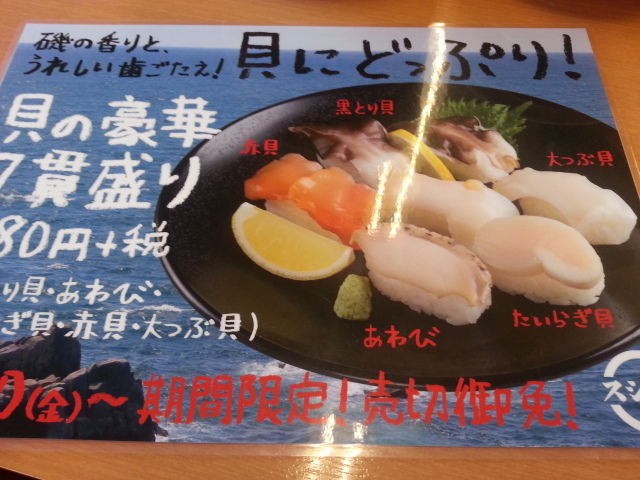 磯の香りと、
うれしい歯ごたえ!
貝にどっぷり!
貝の豪華
7貫盛り
80円+税
り貝・あわび・
ぎ貝・赤貝・大つぶ貝)
黒とり貝
赤貝
大つぶ貝
あわび
たいらぎ貝
(金)～期間限定!売切御免!